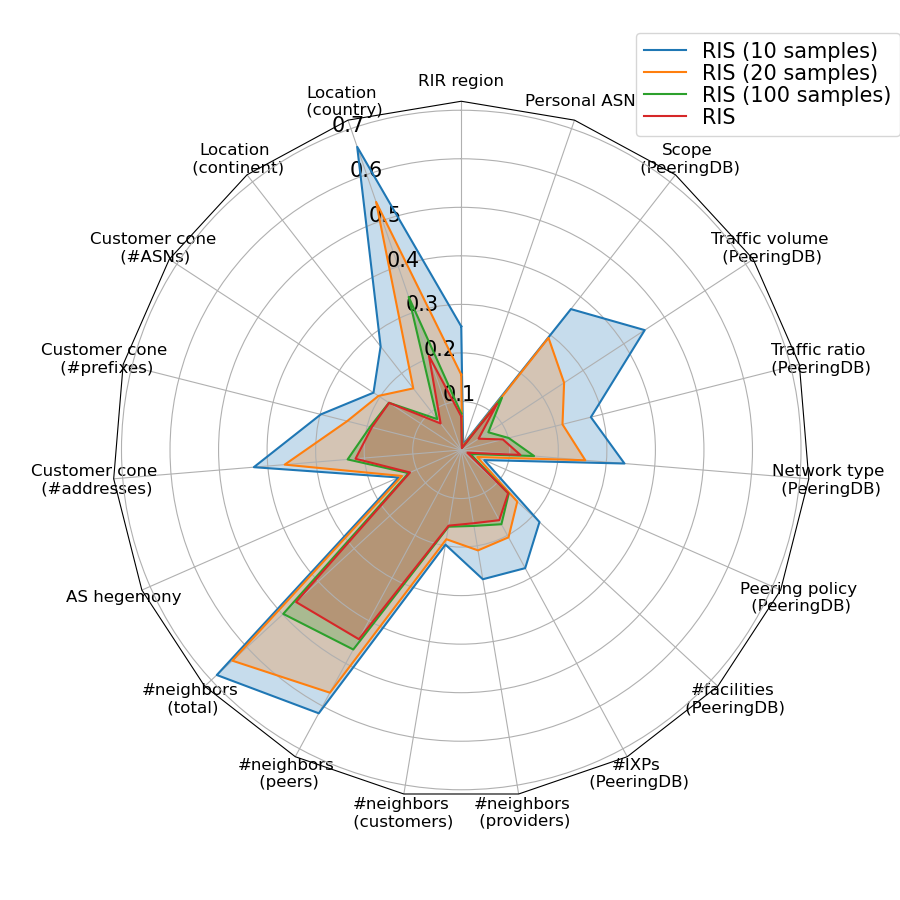 RIS (10 samples)
RIS (20 samples)
RIS (100 samples)
RIS
RIR region
Location
(country)
Personal ASN
0.7
Location
(continent)
Scope
(PeeringDB)
0.6
0.5
Customer cone
(#ASNs)
Traffic volume
(PeeringDB)
0.4
0.3
0.2
Customer cone
(#prefixes)
Traffic ratio
(PeeringDB)
0.1
Customer cone
(#addresses)
Network type
(PeeringDB)
AS hegemony
Peering policy
(PeeringDB)
#neighbors
(total)
#facilities
(PeeringDB)
#neighbors
(peers)
#IXPs
(PeeringDB)
#neighbors
(customers)
#neighbors
(providers)